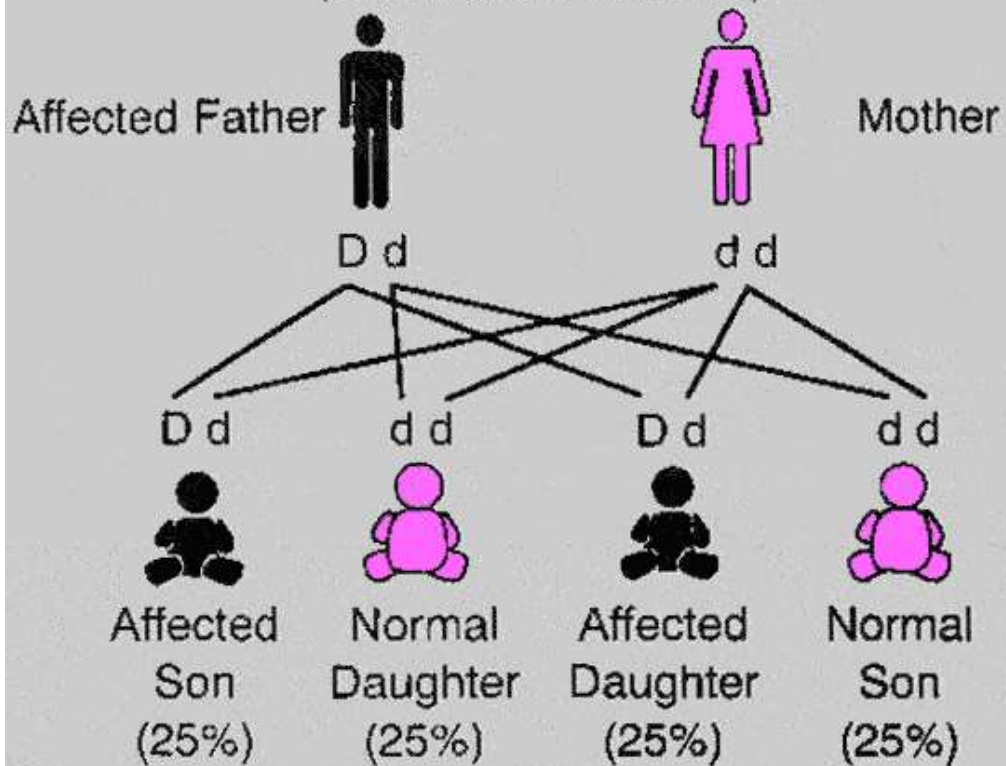 Affected Father
Mother
D d
d d
D d
d d
D d
d d
Affected Son (25%)
Normal Daughter (25%)
Affected Daughter (25%)
Normal Son (25%)